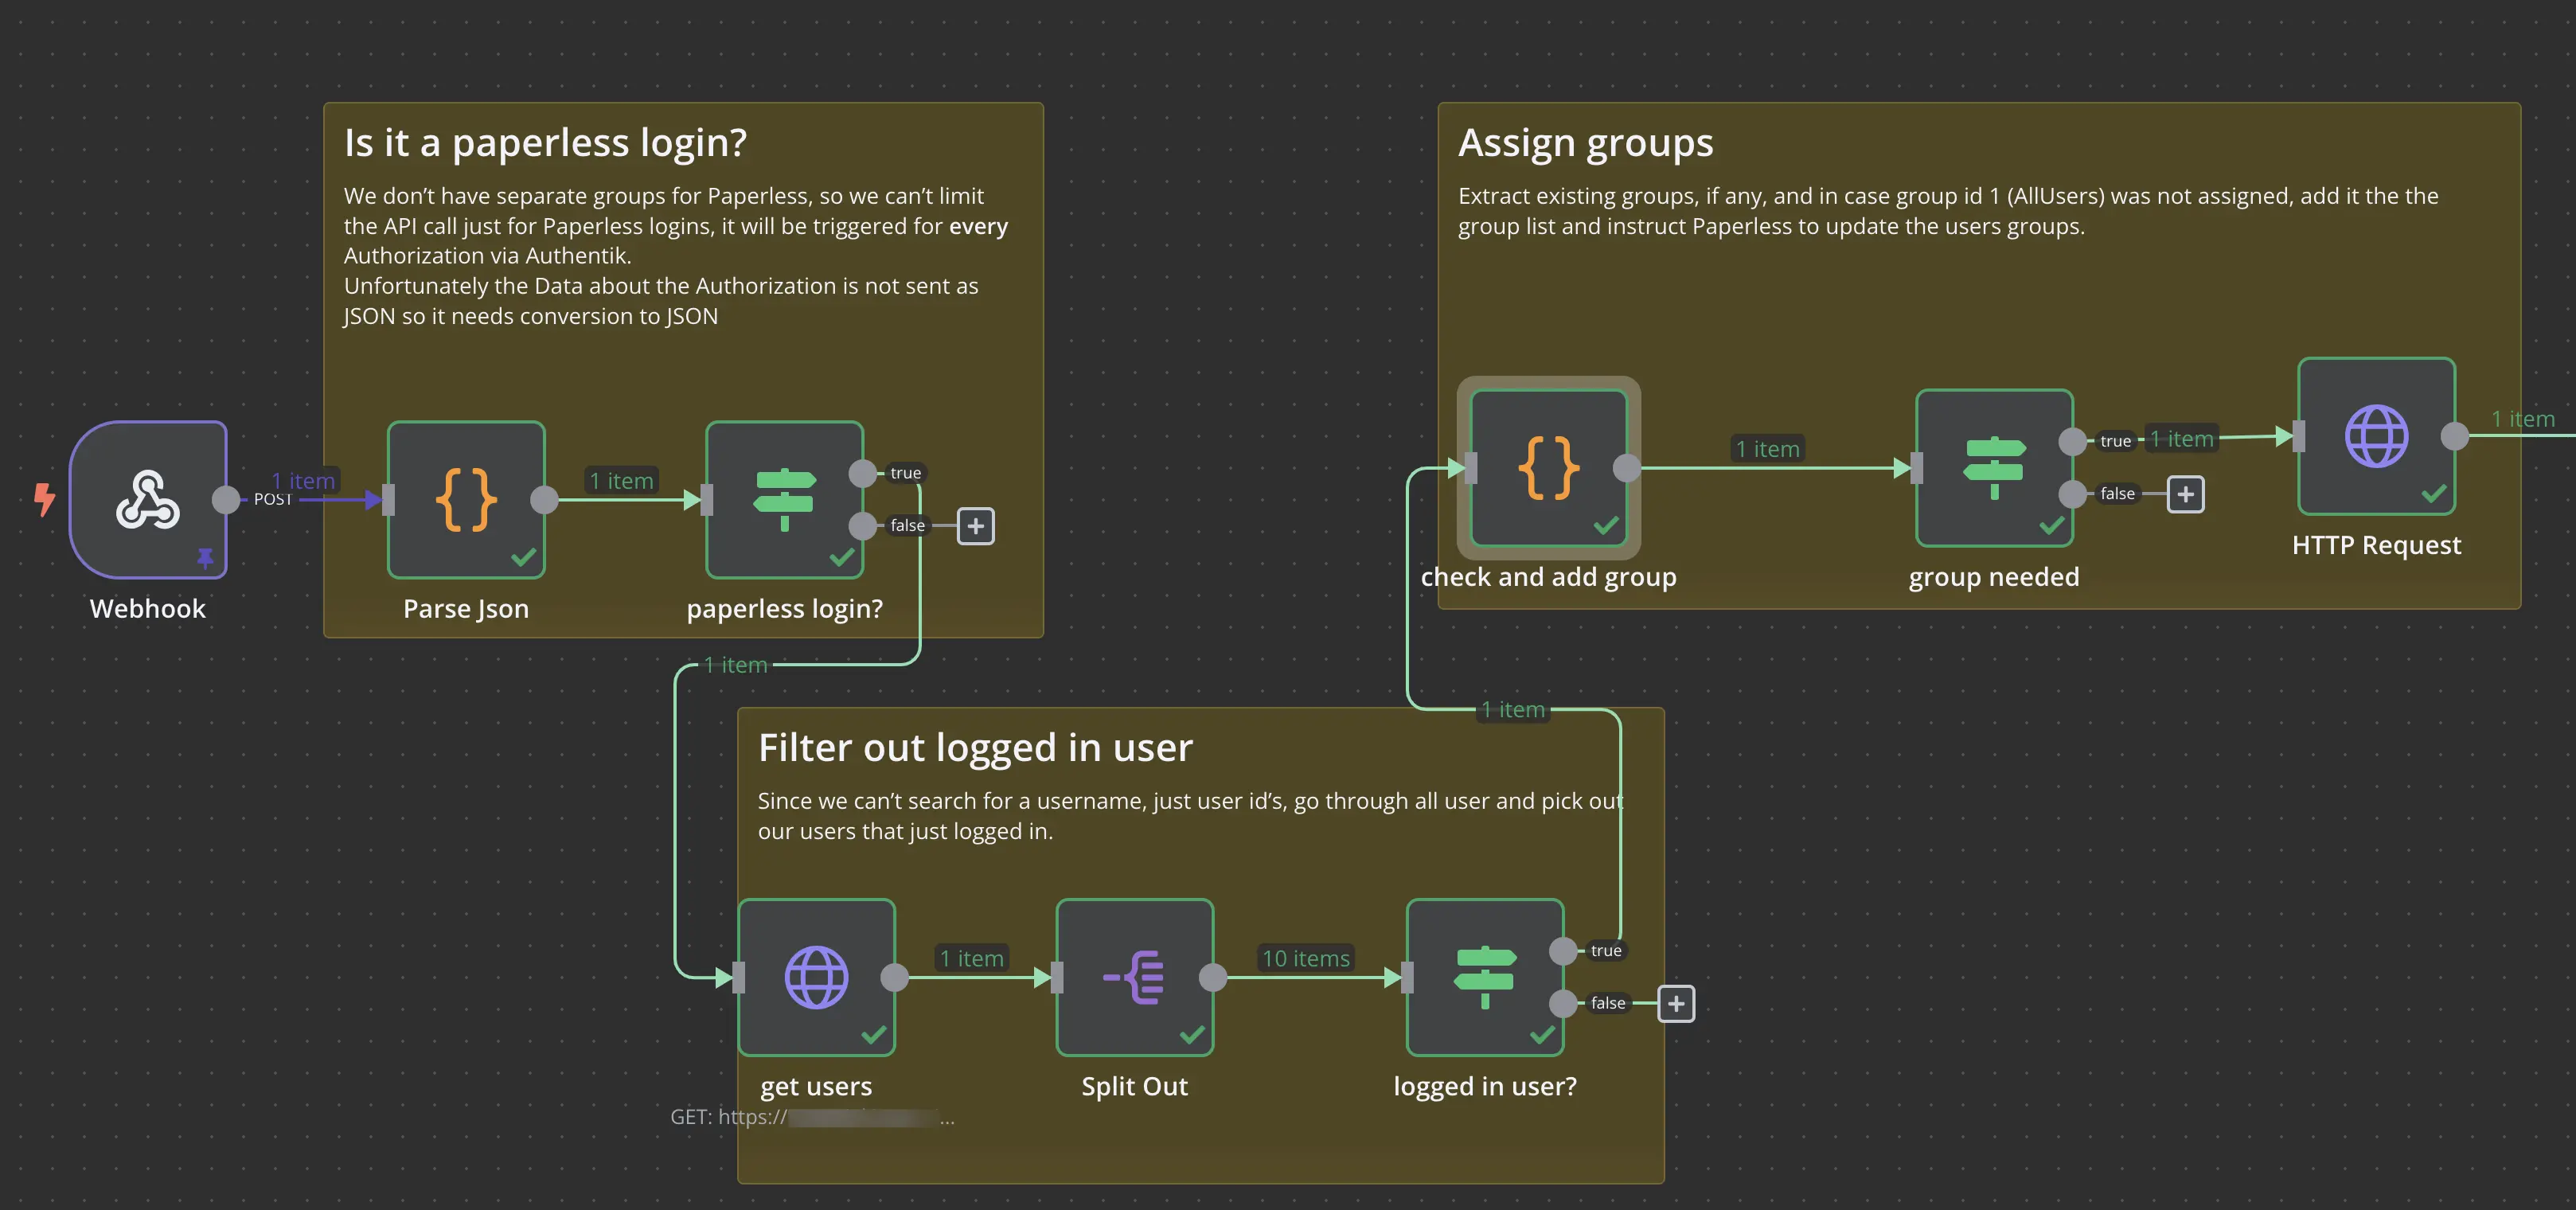 Is it a paperless login?
We don’t have separate groups for Paperless, so we can’t limit
the API call just for Paperless logins, it will be triggered for every
Authorization via Authentik.
Unfortunately the Data about the Authorization is not sent as
JSON so it needs conversion to JSON
1 item
POST
1 item
true
false
Webhook
Parse Json
paperless login?
1 item
Assign groups
Extract existing groups, if any, and in case group id 1 (AllUsers) was not assigned, add it the the
group list and instruct Paperless to update the users groups.
1 item
true
1 item
false
1 item
check and add group
group needed
HTTP Request
1 item
Filter out logged in user
Since we can’t search for a username, just user id’s, go through all user and pick out
our users that just logged in.
1 item
10 items
true
false
get users
Split Out
logged in user?
GET: https://
...